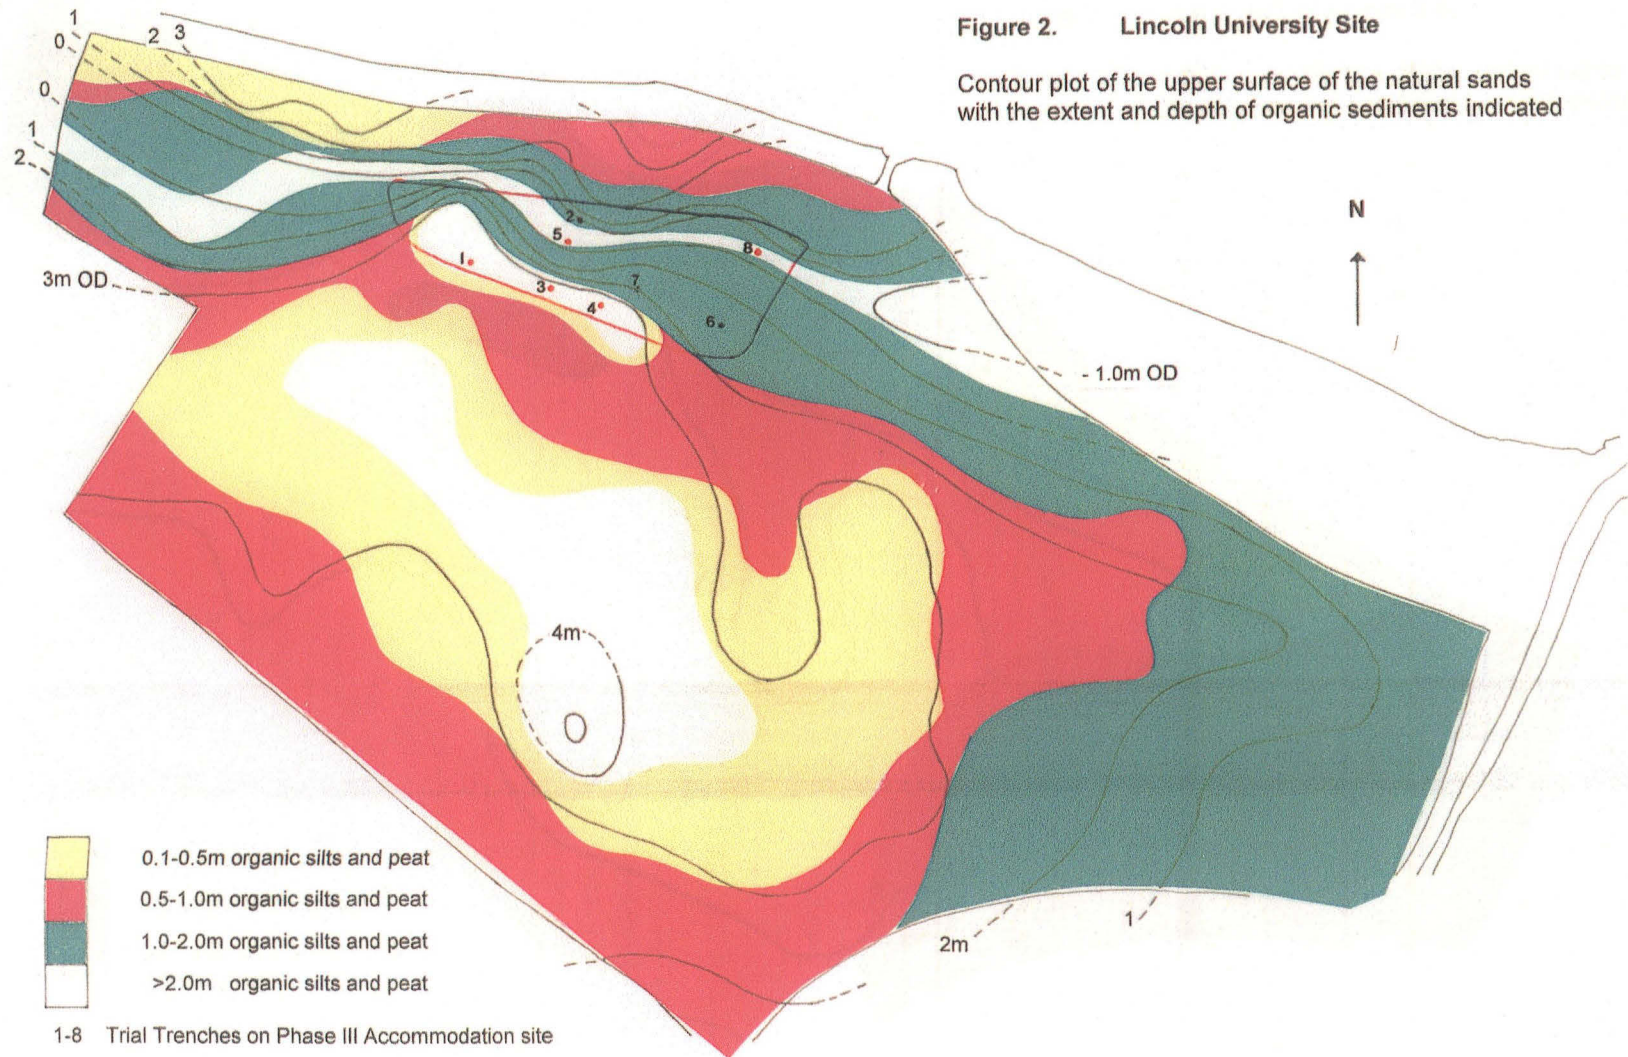 Figure 2. Lincoln University Site
Contour plot of the upper surface of the natural sands
with the extent and depth of organic sediments indicated
1
0
2 3
0
1
2
N
3m OD
2
5
8
1
3
7
4
6
- 1.0m OD
4m
2m
1
0.1-0.5m organic silts and peat
0.5-1.0m organic silts and peat
1.0-2.0m organic silts and peat
>2.0m organic silts and peat
1-8 Trial Trenches on Phase III Accommodation site